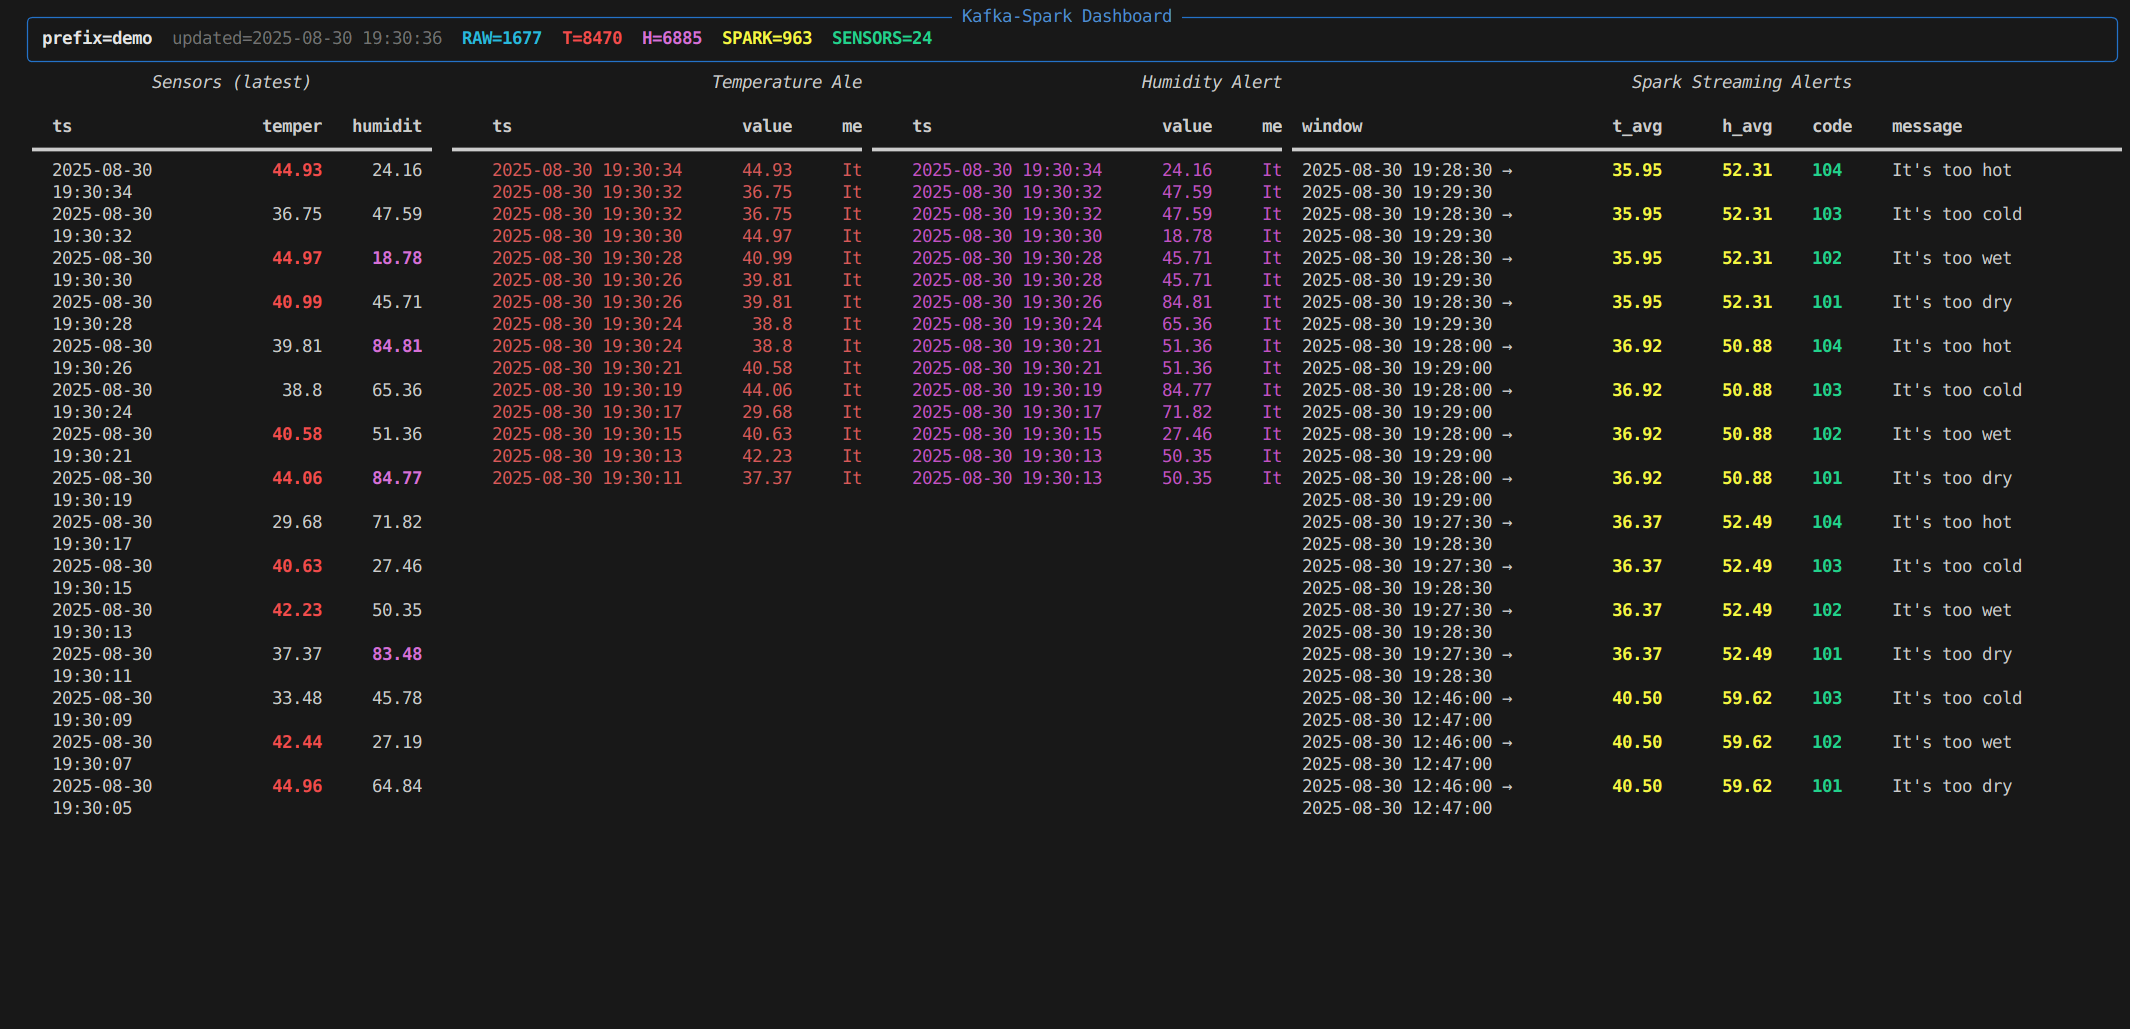 Kafka-Spark Dashboard
prefix=demo updated=2025-08-30 19:30:36 RAW=1677 T=8470 H=6885 SPARK=963 SENSORS=24
Sensors (latest)
ts temper humidit
2025-08-30 44.93 24.16
19:30:34
2025-08-30 36.75 47.59
19:30:32
2025-08-30 44.97 18.78
19:30:30
2025-08-30 40.99 45.71
19:30:28
2025-08-30 39.81 84.81
19:30:26
2025-08-30 38.8 65.36
19:30:24
2025-08-30 40.58 51.36
19:30:21
2025-08-30 44.06 84.77
19:30:19
2025-08-30 29.68 71.82
19:30:17
2025-08-30 40.63 27.46
19:30:15
2025-08-30 42.23 50.35
19:30:13
2025-08-30 37.37 83.48
19:30:11
2025-08-30 33.48 45.78
19:30:09
2025-08-30 42.44 27.19
19:30:07
2025-08-30 44.96 64.84
19:30:05
Temperature Ale
ts value me
2025-08-30 19:30:34 44.93 It
2025-08-30 19:30:32 36.75 It
2025-08-30 19:30:32 36.75 It
2025-08-30 19:30:30 44.97 It
2025-08-30 19:30:28 40.99 It
2025-08-30 19:30:26 39.81 It
2025-08-30 19:30:26 39.81 It
2025-08-30 19:30:24 38.8 It
2025-08-30 19:30:24 38.8 It
2025-08-30 19:30:21 40.58 It
2025-08-30 19:30:19 44.06 It
2025-08-30 19:30:17 29.68 It
2025-08-30 19:30:15 40.63 It
2025-08-30 19:30:13 42.23 It
2025-08-30 19:30:11 37.37 It
Humidity Alert
ts value me
2025-08-30 19:30:34 24.16 It
2025-08-30 19:30:32 47.59 It
2025-08-30 19:30:32 47.59 It
2025-08-30 19:30:30 18.78 It
2025-08-30 19:30:28 45.71 It
2025-08-30 19:30:28 45.71 It
2025-08-30 19:30:26 84.81 It
2025-08-30 19:30:24 65.36 It
2025-08-30 19:30:21 51.36 It
2025-08-30 19:30:21 51.36 It
2025-08-30 19:30:19 84.77 It
2025-08-30 19:30:17 71.82 It
2025-08-30 19:30:15 27.46 It
2025-08-30 19:30:13 50.35 It
2025-08-30 19:30:13 50.35 It
Spark Streaming Alerts
window t_avg h_avg code message
2025-08-30 19:28:30 → 35.95 52.31 104 It's too hot
2025-08-30 19:29:30
2025-08-30 19:28:30 → 35.95 52.31 103 It's too cold
2025-08-30 19:29:30
2025-08-30 19:28:30 → 35.95 52.31 102 It's too wet
2025-08-30 19:29:30
2025-08-30 19:28:30 → 35.95 52.31 101 It's too dry
2025-08-30 19:29:30
2025-08-30 19:28:00 → 36.92 50.88 104 It's too hot
2025-08-30 19:29:00
2025-08-30 19:28:00 → 36.92 50.88 103 It's too cold
2025-08-30 19:29:00
2025-08-30 19:28:00 → 36.92 50.88 102 It's too wet
2025-08-30 19:29:00
2025-08-30 19:28:00 → 36.92 50.88 101 It's too dry
2025-08-30 19:29:00
2025-08-30 19:27:30 → 36.37 52.49 104 It's too hot
2025-08-30 19:28:30
2025-08-30 19:27:30 → 36.37 52.49 103 It's too cold
2025-08-30 19:28:30
2025-08-30 19:27:30 → 36.37 52.49 102 It's too wet
2025-08-30 19:28:30
2025-08-30 19:27:30 → 36.37 52.49 101 It's too dry
2025-08-30 19:28:30
2025-08-30 12:46:00 → 40.50 59.62 103 It's too cold
2025-08-30 12:47:00
2025-08-30 12:46:00 → 40.50 59.62 102 It's too wet
2025-08-30 12:47:00
2025-08-30 12:46:00 → 40.50 59.62 101 It's too dry
2025-08-30 12:47:00